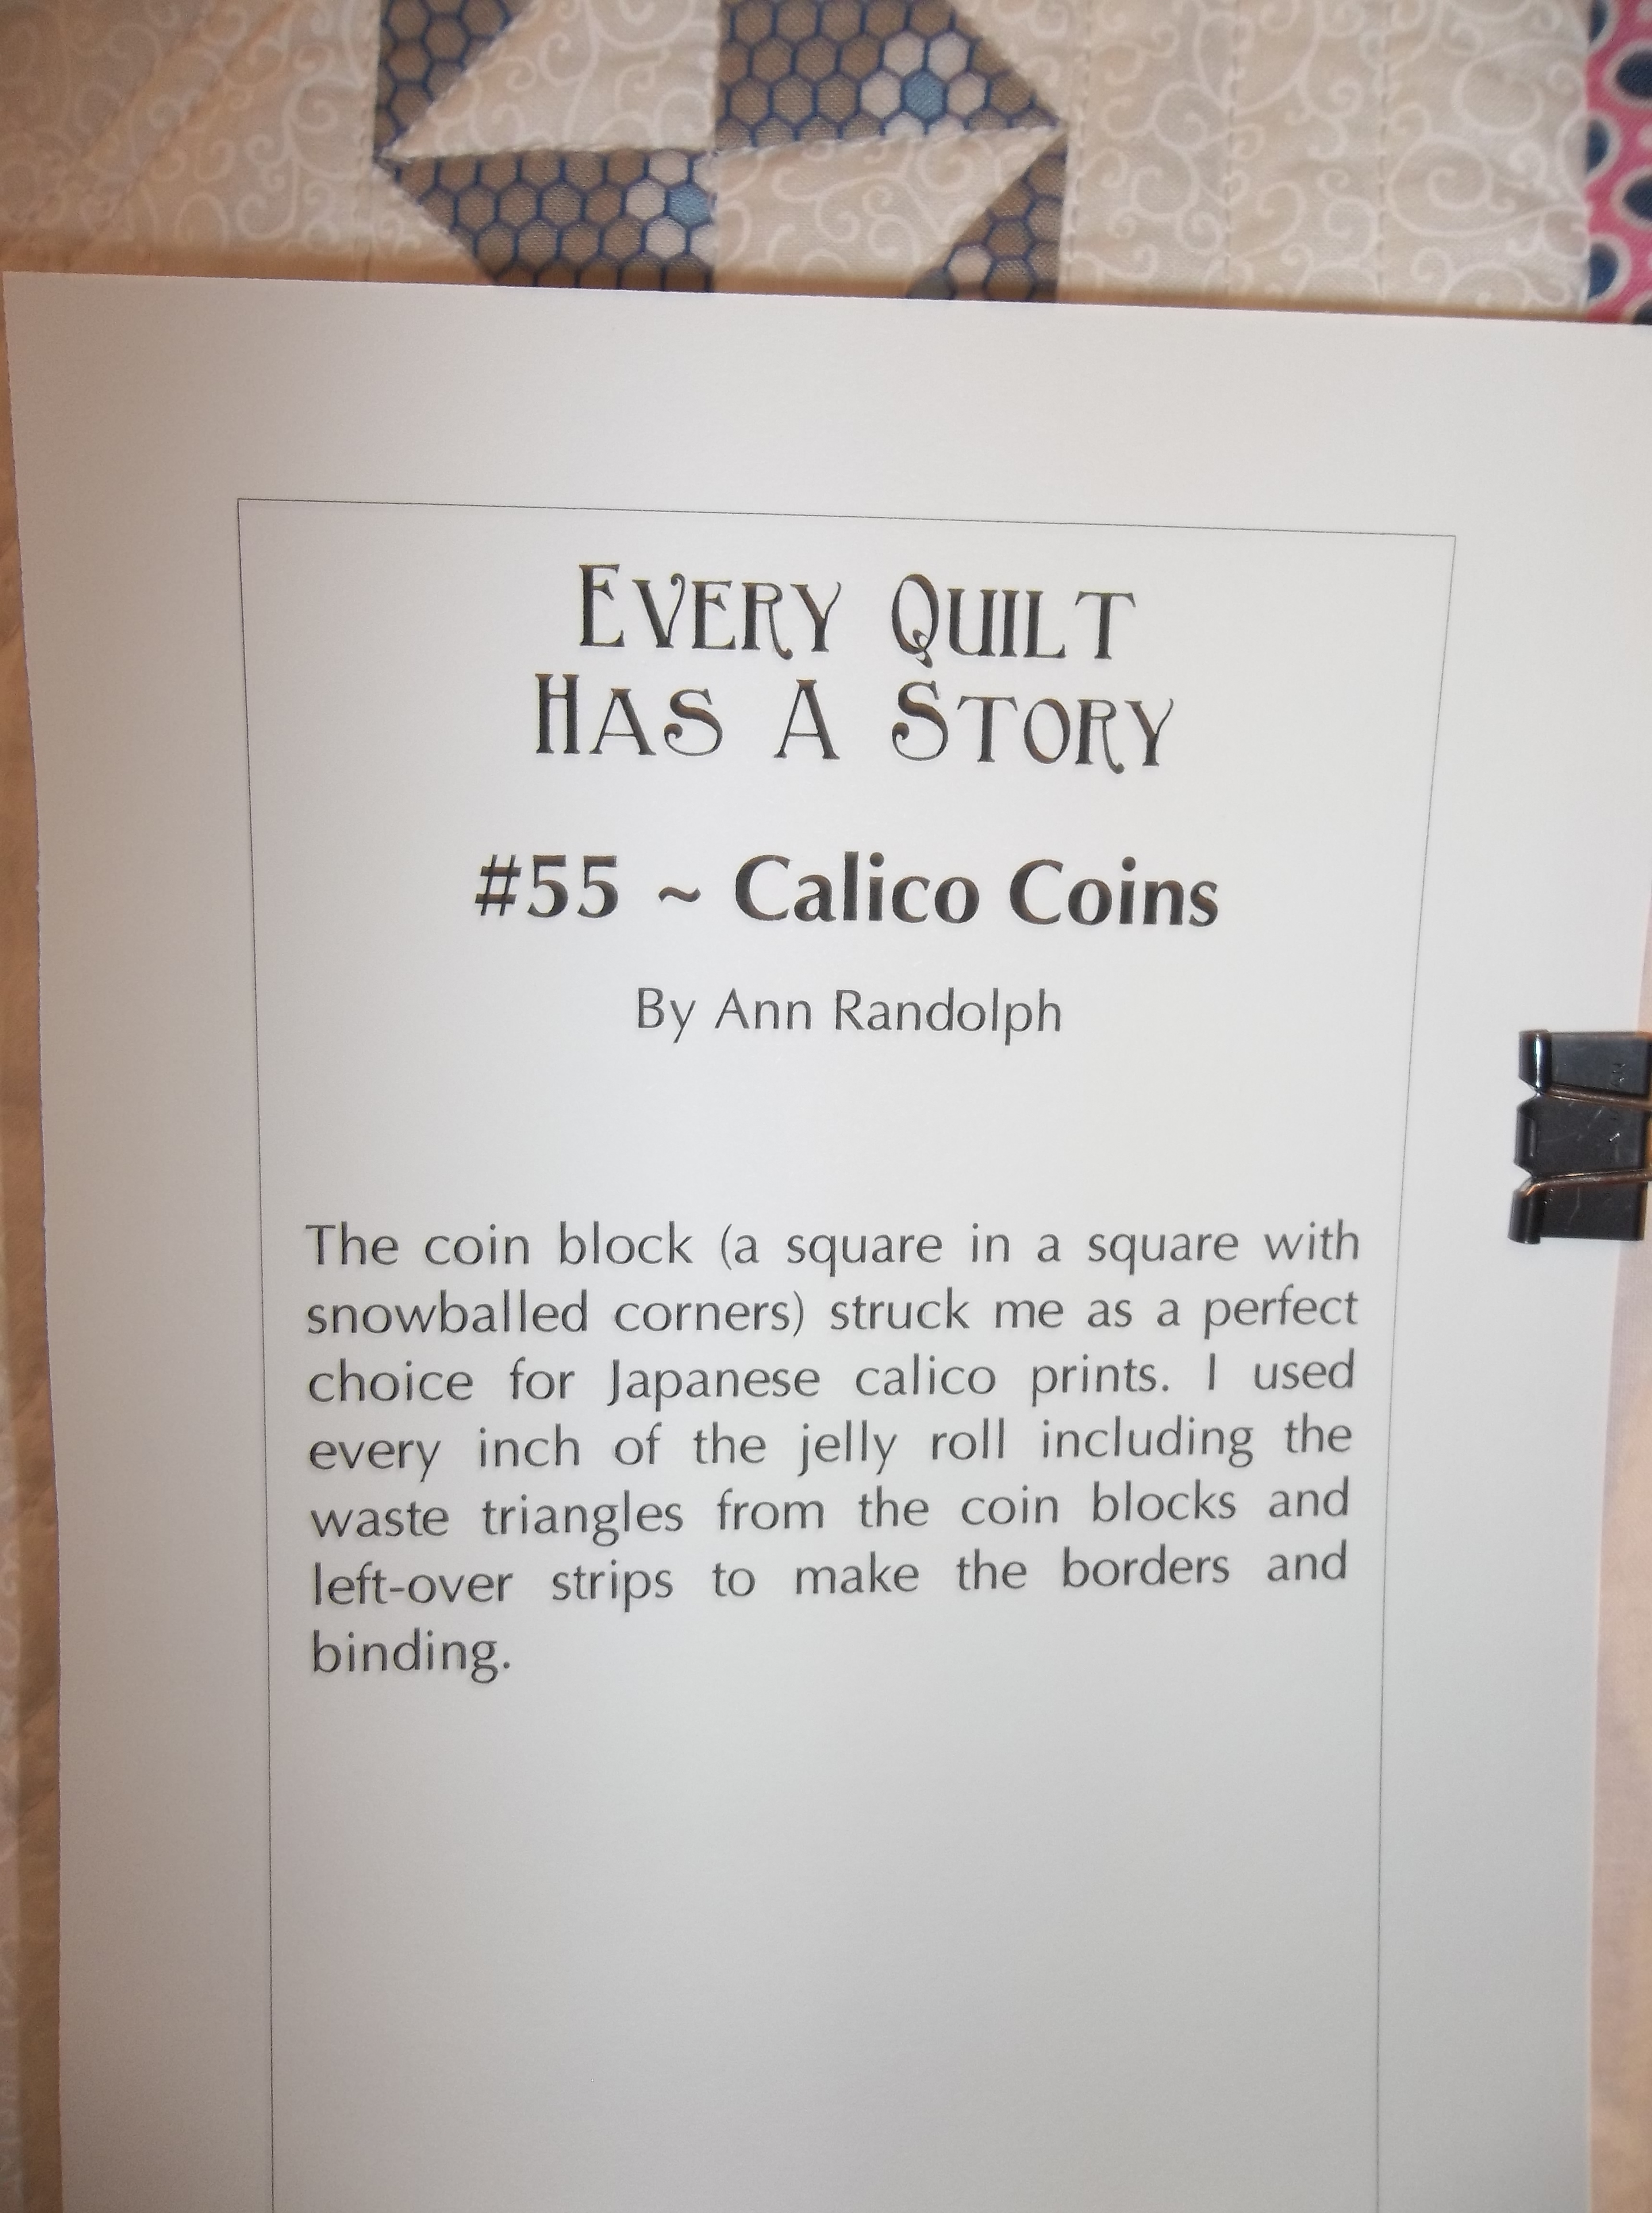 EVERY QUILT
HAS A STORY
#55 ~ Calico Coins
By Ann Randolph
The coin block (a square in a square with
snowballed corners) struck me as a perfect
choice for Japanese calico prints. I used
every inch of the jelly roll including the
waste triangles from the coin blocks and
left-over strips to make the borders and
binding.